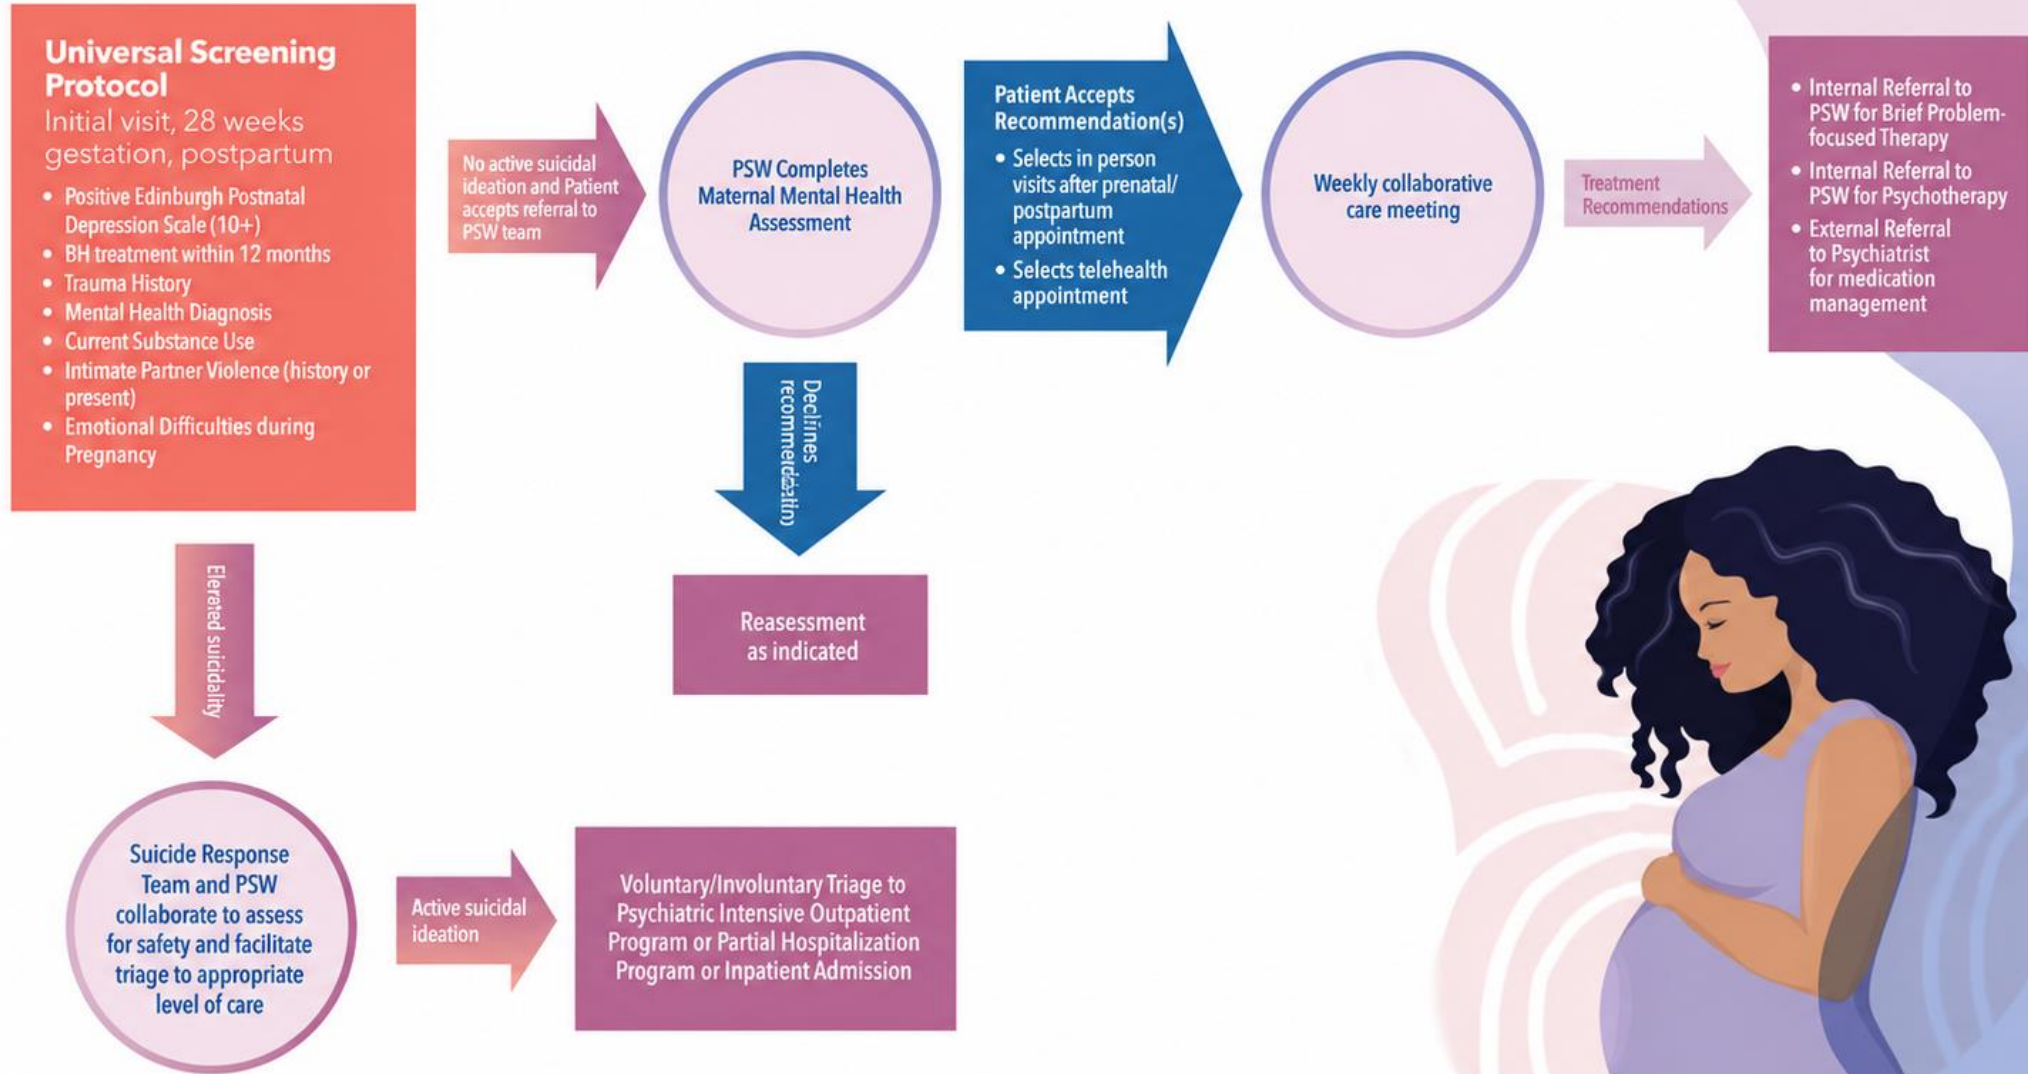 Universal Screening
Protocol
Initial visit, 28 weeks
gestation, postpartum
• Positive Edinburgh Postnatal
Depression Scale (10+)
• BH treatment within 12 months
• Trauma History
• Mental Health Diagnosis
• Current Substance Use
• Intimate Partner Violence (history or
present)
• Emotional Difficulties during
Pregnancy
No active suicidal
ideation and Patient
accepts referral to
PSW team
PSW Completes
Maternal Mental Health
Assessment
Patient Accepts
Recommendation(s)
• Selects in person
visits after prenatal/
postpartum
appointment
• Selects telehealth
appointment
Weekly collaborative
care meeting
Treatment
Recommendations
• Internal Referral to
PSW for Brief Problem-
focused Therapy
• Internal Referral to
PSW for Psychotherapy
• External Referral
to Psychiatrist
for medication
management
Declines
Reasessment
as indicated
Elerated suicidality
Suicide Response
Team and PSW
collaborate to assess
for safety and facilitate
triage to appropriate
level of care
Active suicidal
ideation
Voluntary/Involuntary Triage to
Psychiatric Intensive Outpatient
Program or Partial Hospitalization
Program or Inpatient Admission